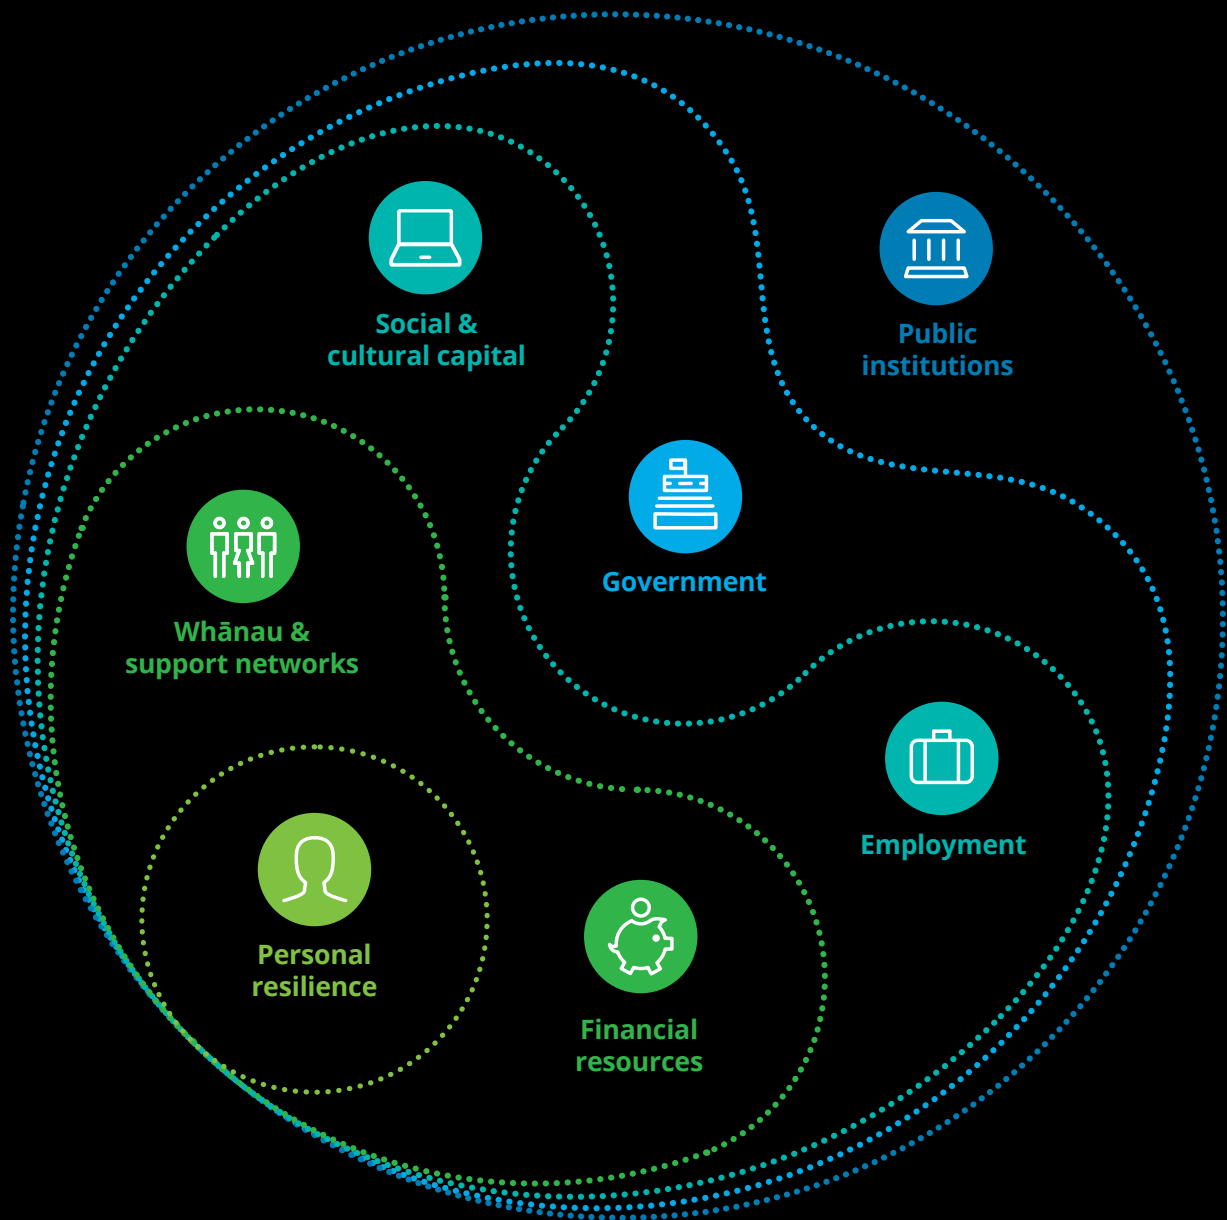 Social &
cultural capital
Public
institutions
Government
Whānau &
support networks
Employment
Personal
resilience
Financial
resources